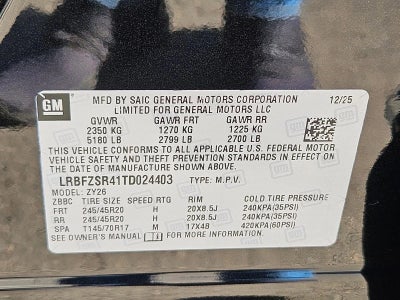 GM
MFD BY SAIC GENERAL MOTORS CORPORATION 12/25
LIMITED FOR GENERAL MOTORS LLC
GVWR GAWR FRT GAWR RR
2350 KG 1270 KG 1225 KG
5180 LB 2799 LB 2700 LB
THIS VEHICLE CONFORMS TO ALL APPLICABLE U.S. FEDERAL MOTOR
VEHICLE SAFETY AND THEFT PREVENTION STANDARDS IN EFFECT ON
THE DATE OF MANUFACTURE SHOWN ABOVE.
LRBFZSR41TD024403 TYPE: M.P.V.
MODEL: ZY26
ZBBC TIRE SIZE SPEED RTG RIM COLD TIRE PRESSURE
FRT 245/45R20 H 20X8.5J 240KPA(35PSI)
RR 245/45R20 H 20X8.5J 240KPA(35PSI)
SPA T145/70R17 M 17X4B 420KPA(60PSI)
SEE OWNER'S MANUAL FOR MORE INFORMATION.